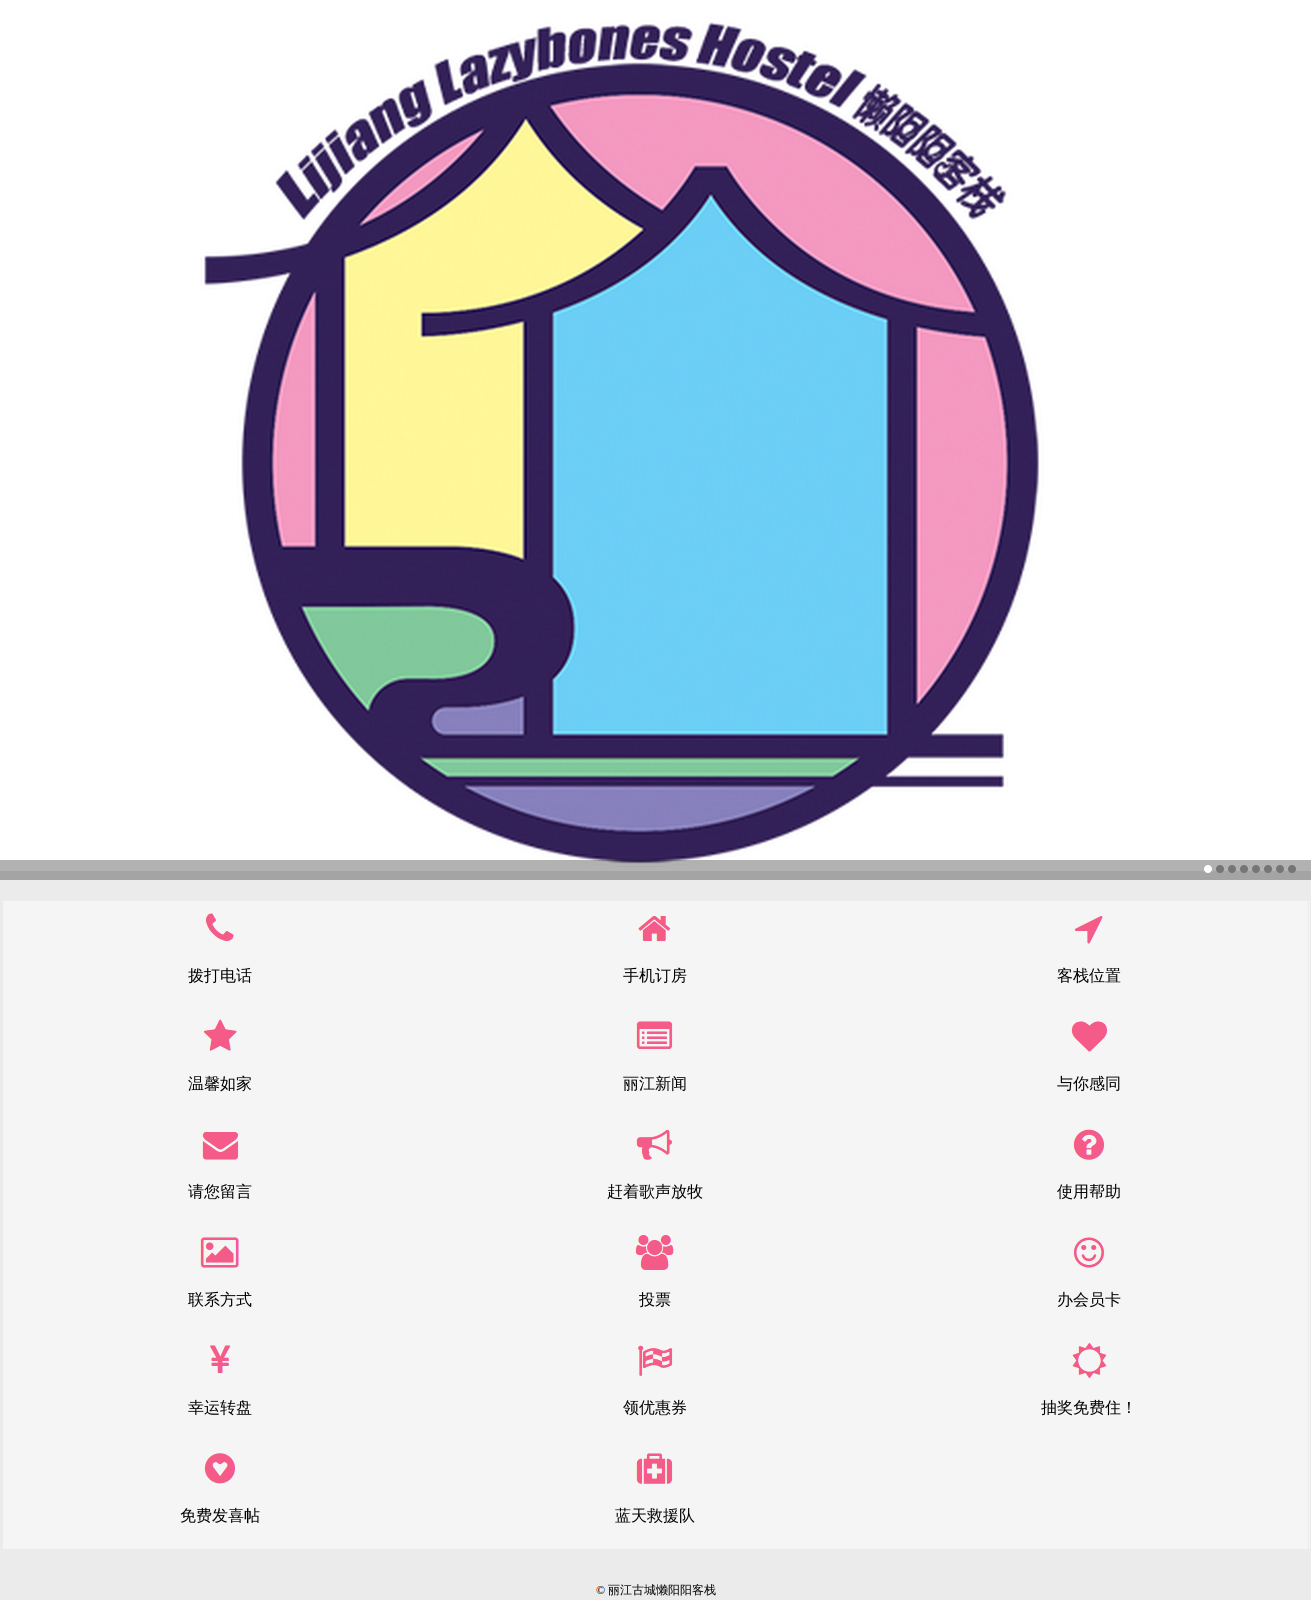 Lijiang Lazybones Hostel 懒阳阳客栈
拨打电话
手机订房
客栈位置
温馨如家
丽江新闻
与你感同
请您留言
赶着歌声放牧
使用帮助
联系方式
投票
办会员卡
幸运转盘
领优惠券
抽奖免费住！
免费发喜帖
蓝天救援队
© 丽江古城懒阳阳客栈